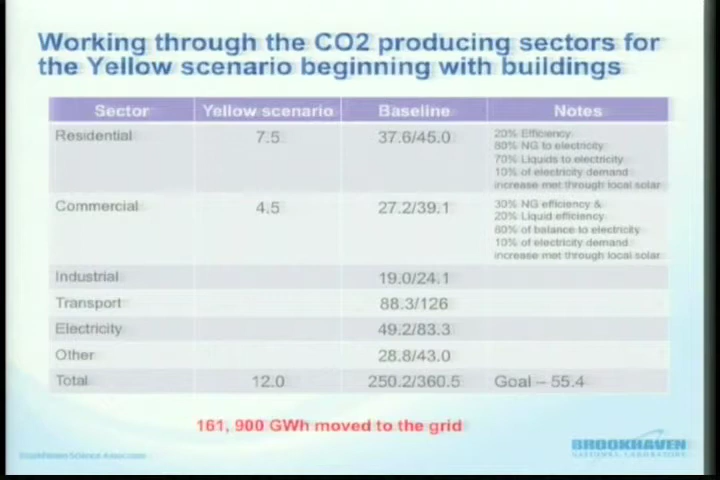 Working through the CO2 producing sectors for
the Yellow scenario beginning with buildings
Sector Yellow scenario Baseline Notes
Residential 7.5 37.6/45.0 20% Efficiency
80% NG to electricity
70% Liquids to electricity
10% of electricity demand
increase met through local solar
Commercial 4.5 27.2/39.1 30% NG efficiency &
20% Liquid efficiency
60% of balance to electricity
10% of electricity demand
increase met through local solar
Industrial 19.0/24.1
Transport 88.3/126
Electricity 49.2/83.3
Other 28.8/43.0
Total 12.0 250.2/360.5 Goal – 55.4
161, 900 GWh moved to the grid
Brookhaven Science Associates
BROOKHAVEN
NATIONAL LABORATORY